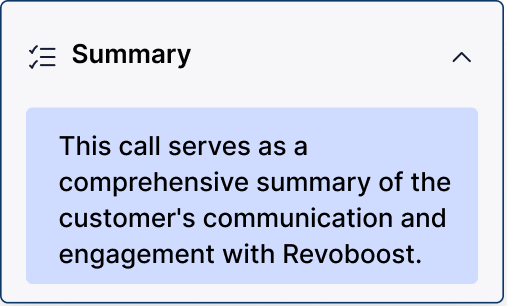 Summary
This call serves as a
comprehensive summary of the
customer's communication and
engagement with Revoboost.